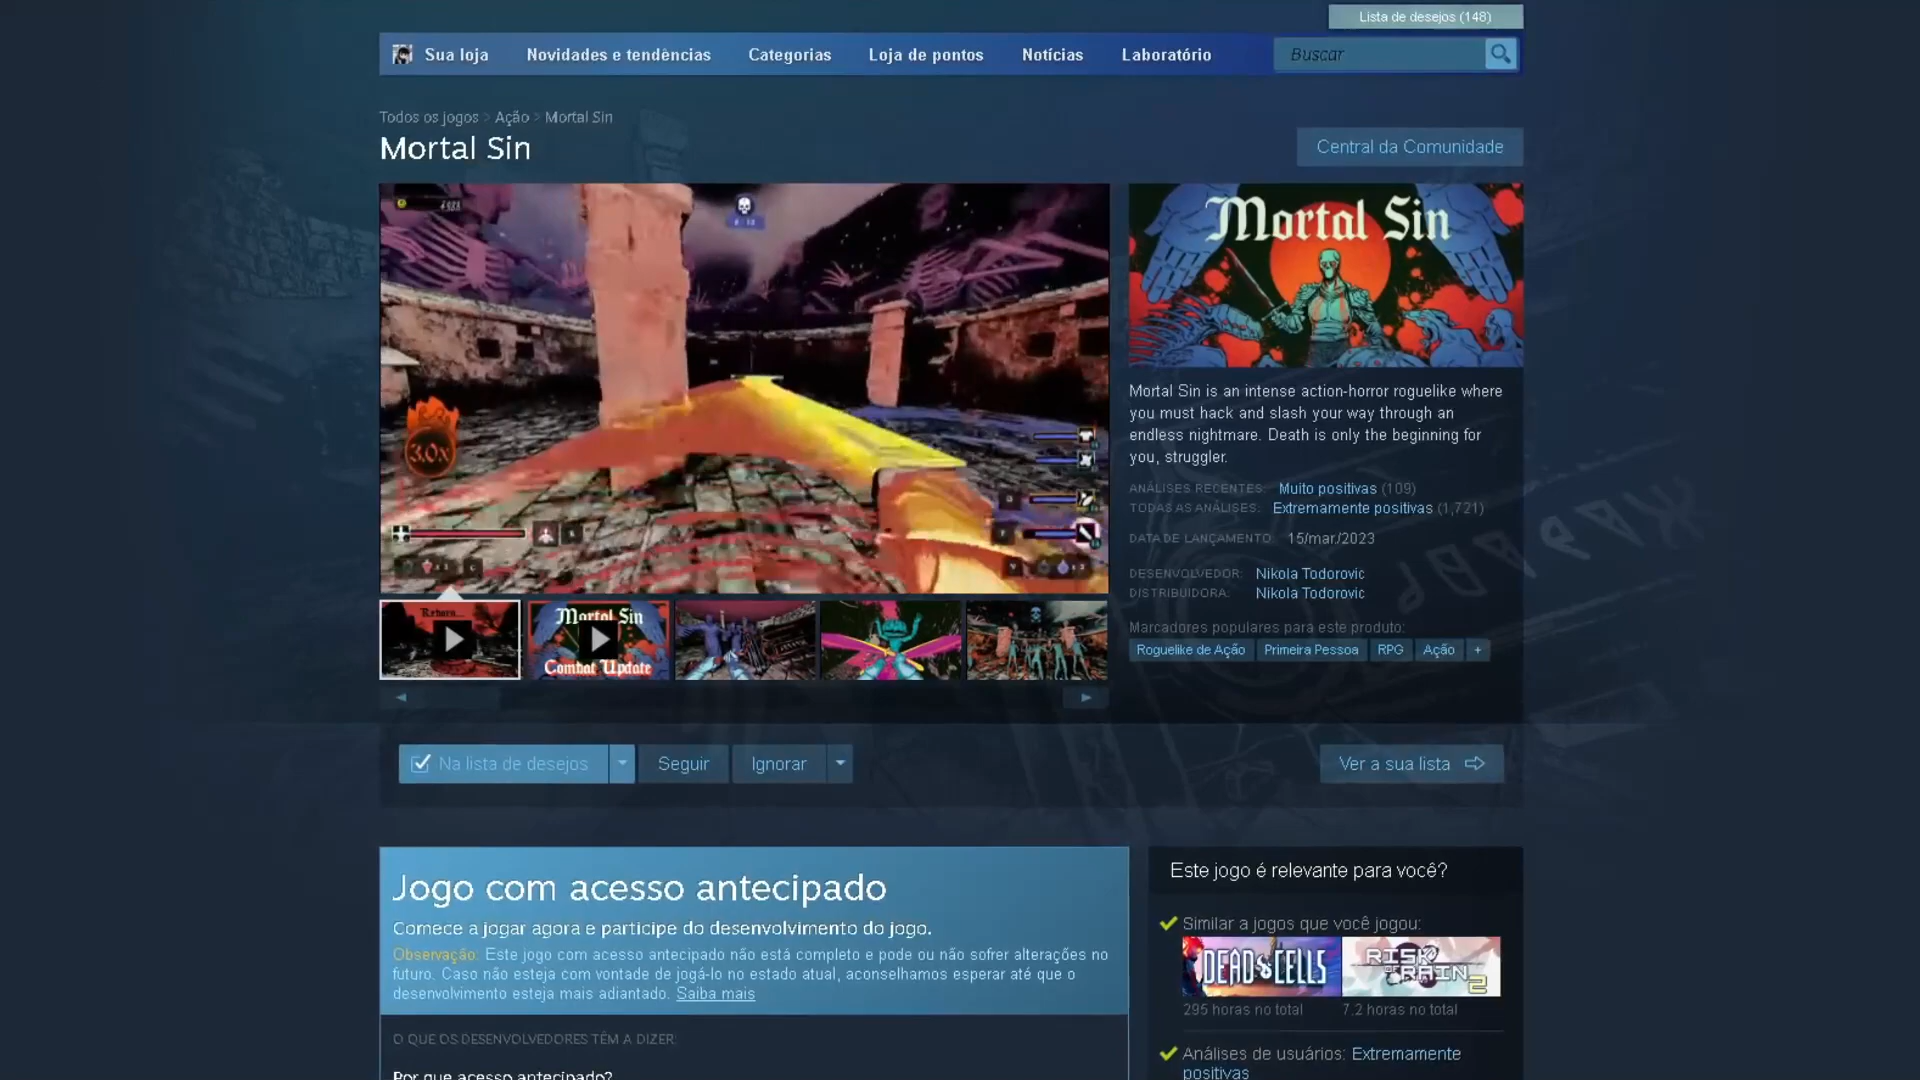 Lista de desejos (148)
Sua loja Novidades e tendências Categorias Loja de pontos Notícias Laboratório Buscar
Todos os jogos > Ação > Mortal Sin
Mortal Sin
Central da Comunidade
Mortal Sin
3.0x
Mortal Sin is an intense action-horror roguelike where
you must hack and slash your way through an
endless nightmare. Death is only the beginning for
you, struggler.
ANÁLISES RECENTES: Muito positivas (109)
TODAS AS ANÁLISES: Extremamente positivas (1,721)
DATA DE LANÇAMENTO: 15/mar./2023
DESENVOLVEDOR: Nikola Todorovic
DISTRIBUIDORA: Nikola Todorovic
Marcadores populares para este produto:
Roguelike de Ação Primeira Pessoa RPG Ação +
Return...
Mortal Sin
Combat Update
Na lista de desejos Seguir Ignorar Ver a sua lista
Jogo com acesso antecipado
Comece a jogar agora e participe do desenvolvimento do jogo.
Observação: Este jogo com acesso antecipado não está completo e pode ou não sofrer alterações no
futuro. Caso não esteja com vontade de jogá-lo no estado atual, aconselhamos esperar até que o
desenvolvimento esteja mais adiantado. Saiba mais
O QUE OS DESENVOLVEDORES TÊM A DIZER:
Por que acesso antecipado?
Este jogo é relevante para você?
Similar a jogos que você jogou:
DEAD CELLS RISK OF RAIN 2
295 horas no total 7.2 horas no total
Análises de usuários: Extremamente
positivas